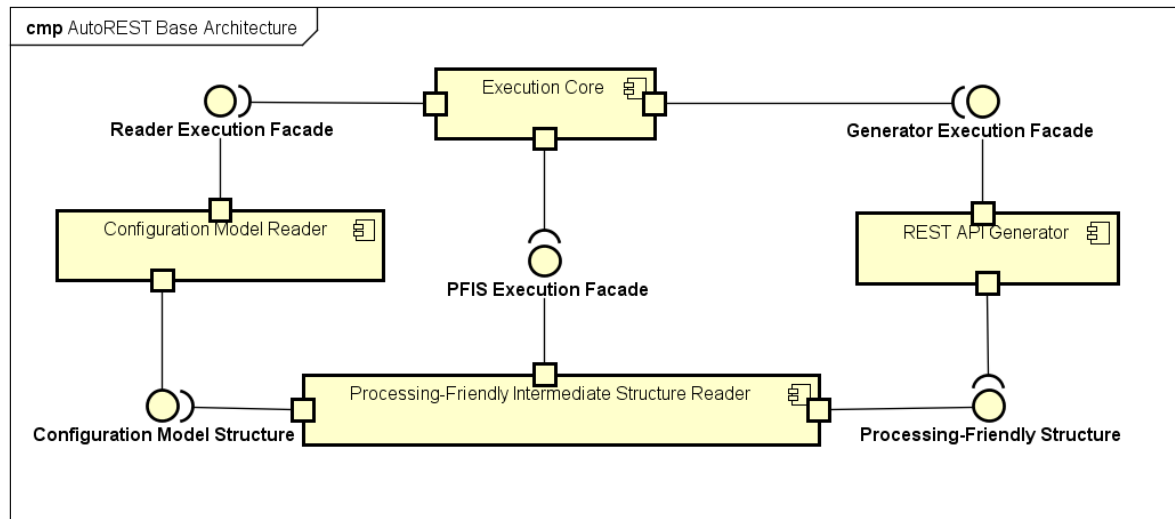 cmp AutoREST Base Architecture
Execution Core
Reader Execution Facade
Generator Execution Facade
Configuration Model Reader
REST API Generator
PFIS Execution Facade
Processing-Friendly Intermediate Structure Reader
Configuration Model Structure
Processing-Friendly Structure